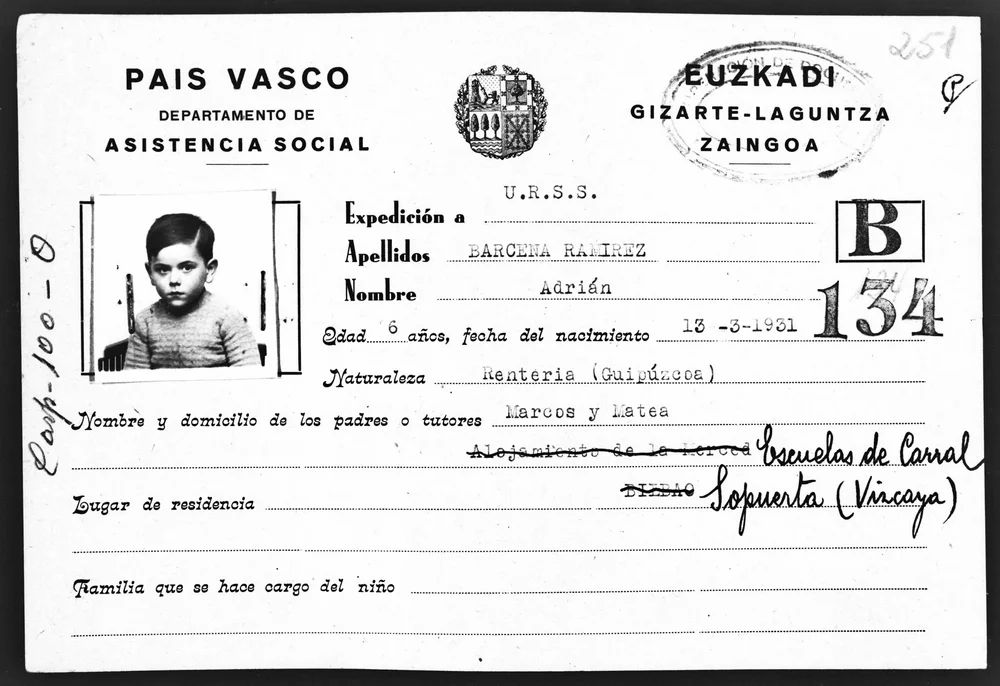 251
PAIS VASCO
DEPARTAMENTO DE
ASISTENCIA SOCIAL
EUZKADI
GIZARTE-LAGUNTZA
ZAINGOA
Expedición a U.R.S.S.
Apellidos BARCENA RAMIREZ
Nombre Adrián
B
134
Edad 6 años, fecha del nacimiento 13 -3-1931
Naturaleza Renteria (Guipúzcoa)
Nombre y domicilio de los padres o tutores Marcos y Matea
Alojamiento de la Merced Escuelas de Carral
Lugar de residencia BILBAO Sopuerta (Vizcaya)
Familia que se hace cargo del niño
Carp-100-0